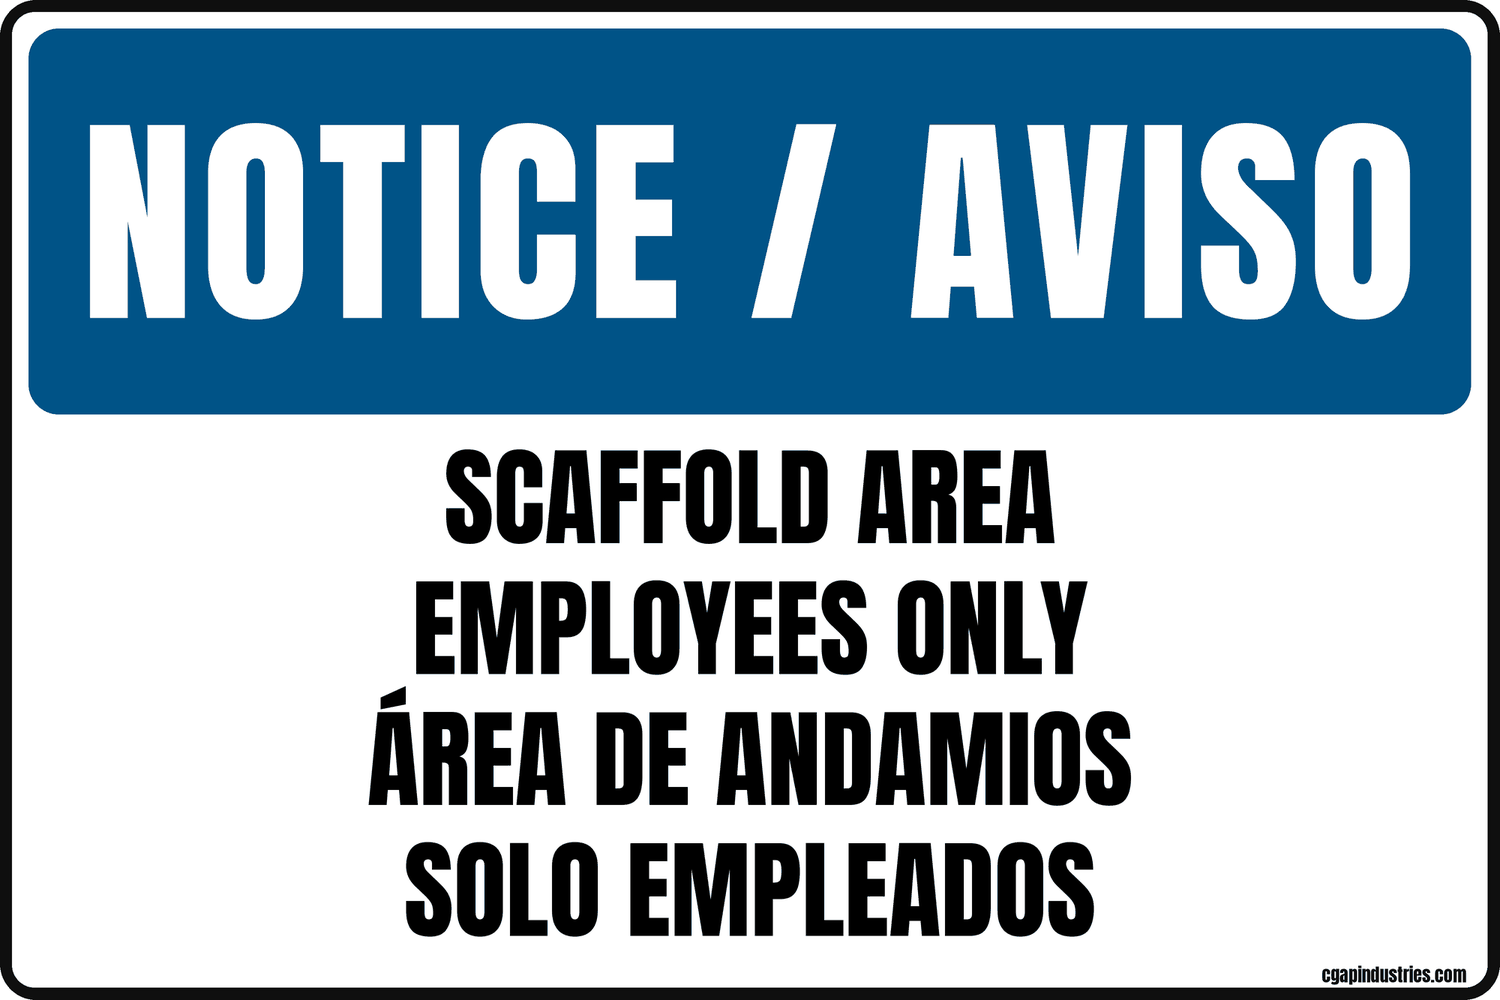 NOTICE / AVISO
SCAFFOLD AREA
EMPLOYEES ONLY
ÁREA DE ANDAMIOS
SOLO EMPLEADOS
cgapindustries.com